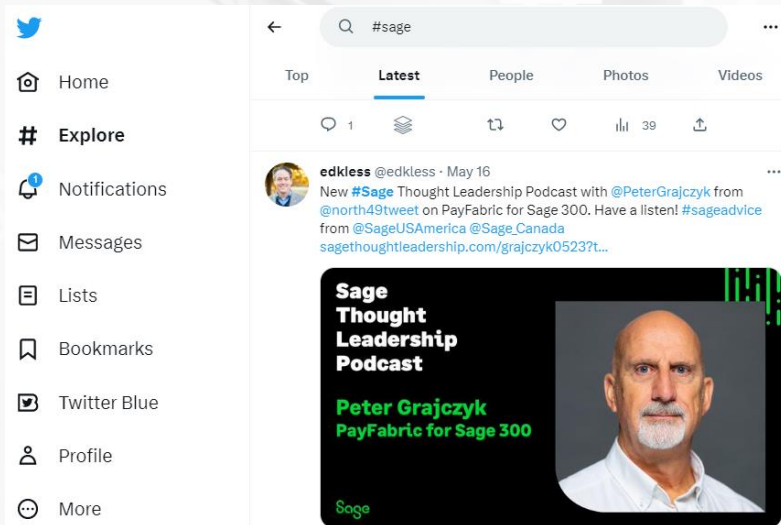 #sage
Home
Explore
1
Notifications
Messages
Lists
Bookmarks
Twitter Blue
Profile
More
Top
Latest
People
Photos
Videos
1
39
edkless @edkless · May 16
New #Sage Thought Leadership Podcast with @PeterGrajczyk from
@north49tweet on PayFabric for Sage 300. Have a listen! #sageadvice
from @SageUSAmerica @Sage_Canada
sagethoughtleadership.com/grajczyk0523?t...
Sage
Thought
Leadership
Podcast
Peter Grajczyk
PayFabric for Sage 300
Sage